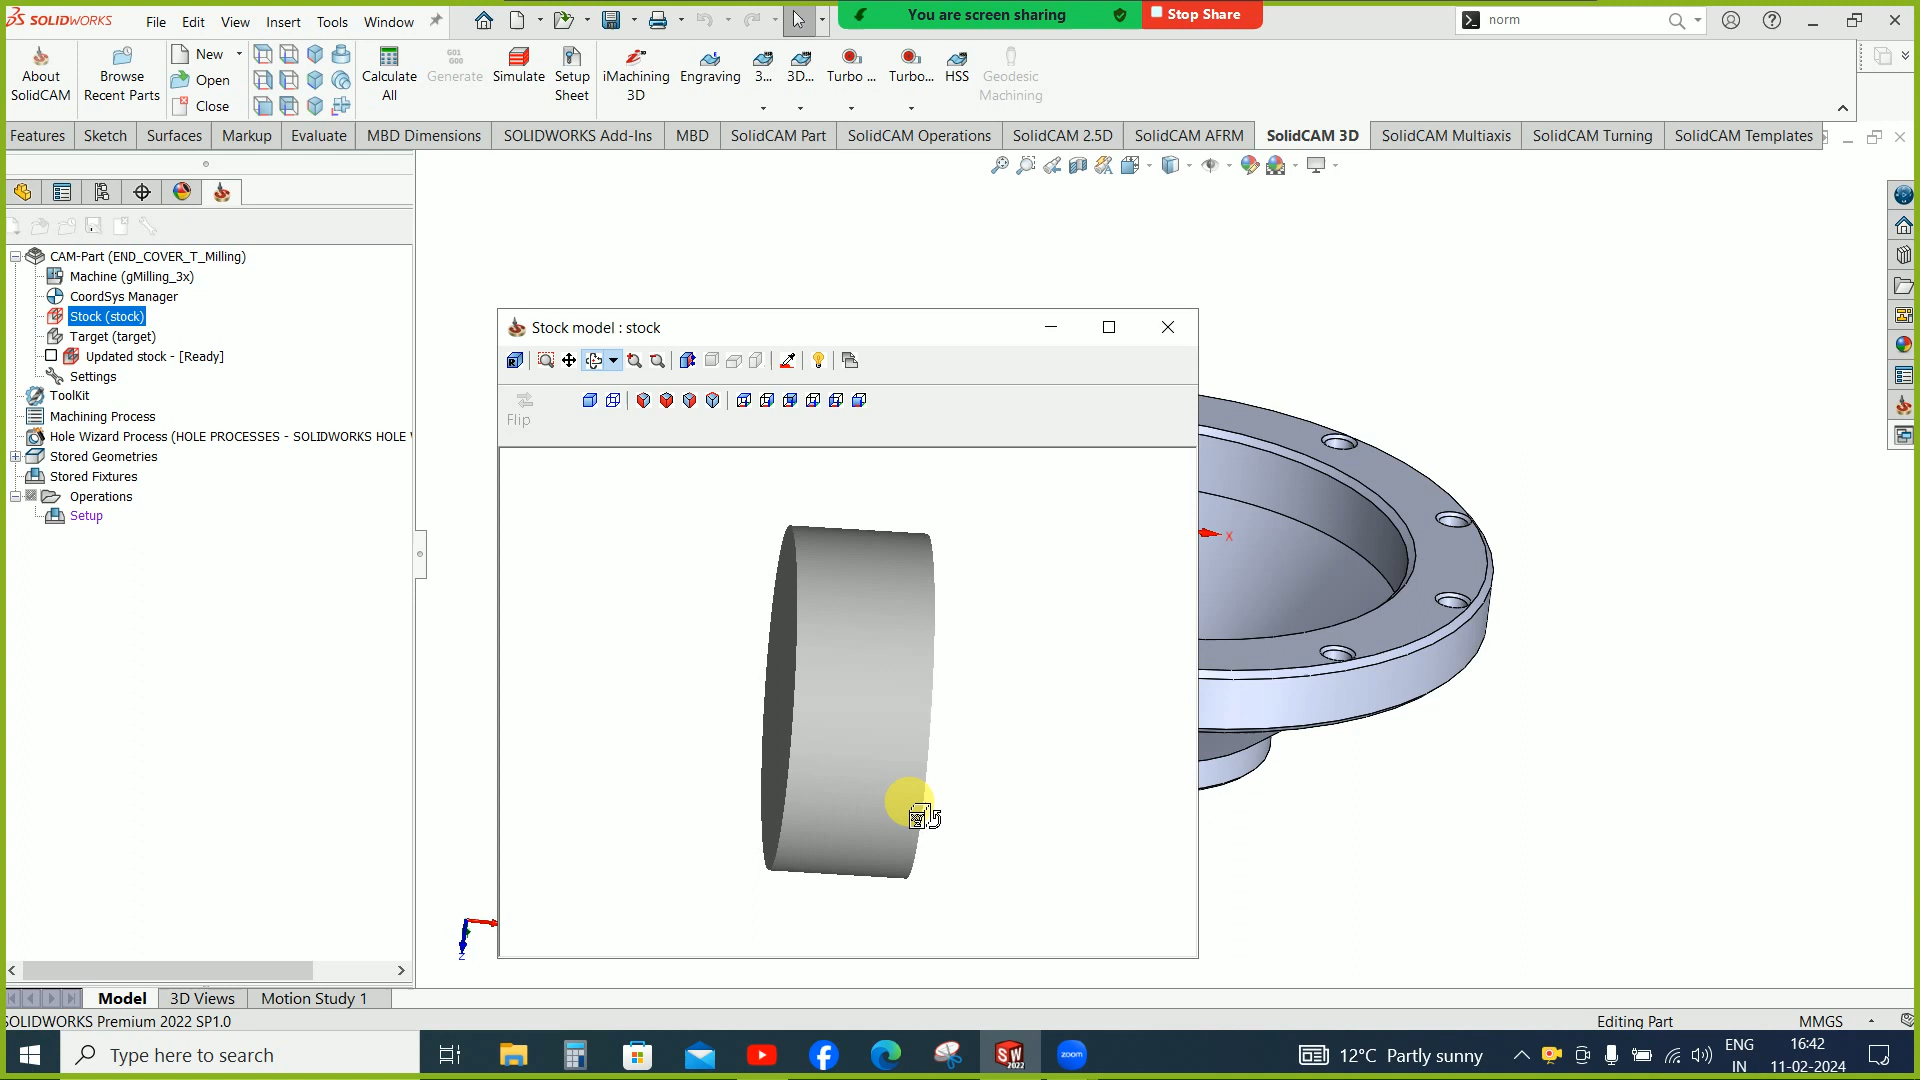 SOLIDWORKS File Edit View Insert Tools Window
You are screen sharing Stop Share
norm
About SolidCAM
Browse Recent Parts
New
Open
Close
Calculate All
G01 G00
Generate
Simulate
Setup Sheet
iMachining 3D
Engraving
3...
3D...
Turbo ...
Turbo...
HSS
Geodesic Machining
Features Sketch Surfaces Markup Evaluate MBD Dimensions SOLIDWORKS Add-Ins MBD SolidCAM Part SolidCAM Operations SolidCAM 2.5D SolidCAM AFRM SolidCAM 3D SolidCAM Multiaxis SolidCAM Turning SolidCAM Templates
CAM-Part (END_COVER_T_Milling)
Machine (gMilling_3x)
CoordSys Manager
Stock (stock)
Target (target)
Updated stock - [Ready]
Settings
ToolKit
Machining Process
Hole Wizard Process (HOLE PROCESSES - SOLIDWORKS HOLE
Stored Geometries
Stored Fixtures
Operations
Setup
Stock model : stock
Flip
X
Z
Model 3D Views Motion Study 1
SOLIDWORKS Premium 2022 SP1.0
Editing Part
MMGS
Type here to search
SW 2022
zoom
12°C Partly sunny
ENG IN
16:42
11-02-2024